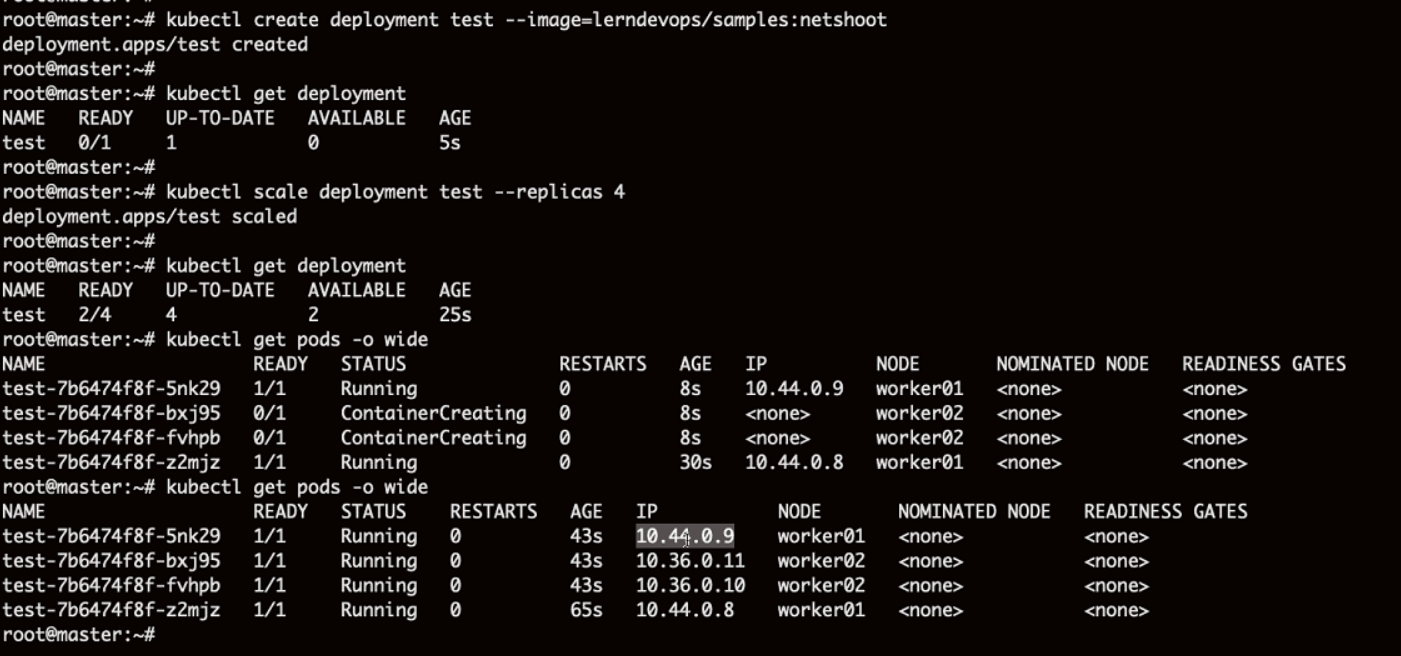 root@master:~# kubectl create deployment test --image=lerndevops/samples:netshoot
deployment.apps/test created
root@master:~#
root@master:~# kubectl get deployment
NAME   READY   UP-TO-DATE   AVAILABLE   AGE
test   0/1     1            0           5s
root@master:~#
root@master:~# kubectl scale deployment test --replicas 4
deployment.apps/test scaled
root@master:~#
root@master:~# kubectl get deployment
NAME   READY   UP-TO-DATE   AVAILABLE   AGE
test   2/4     4            2           25s
root@master:~# kubectl get pods -o wide
NAME                    READY   STATUS              RESTARTS   AGE   IP          NODE       NOMINATED NODE   READINESS GATES
test-7b6474f8f-5nk29   1/1     Running             0          8s    10.44.0.9   worker01   <none>           <none>
test-7b6474f8f-bxj95   0/1     ContainerCreating   0          8s    <none>      worker02   <none>           <none>
test-7b6474f8f-fvhpb   0/1     ContainerCreating   0          8s    <none>      worker02   <none>           <none>
test-7b6474f8f-z2mjz   1/1     Running             0          30s   10.44.0.8   worker01   <none>           <none>
root@master:~# kubectl get pods -o wide
NAME                    READY   STATUS    RESTARTS   AGE   IP           NODE       NOMINATED NODE   READINESS GATES
test-7b6474f8f-5nk29   1/1     Running   0          43s   10.44.0.9    worker01   <none>           <none>
test-7b6474f8f-bxj95   1/1     Running   0          43s   10.36.0.11   worker02   <none>           <none>
test-7b6474f8f-fvhpb   1/1     Running   0          43s   10.36.0.10   worker02   <none>           <none>
test-7b6474f8f-z2mjz   1/1     Running   0          65s   10.44.0.8    worker01   <none>           <none>
root@master:~#